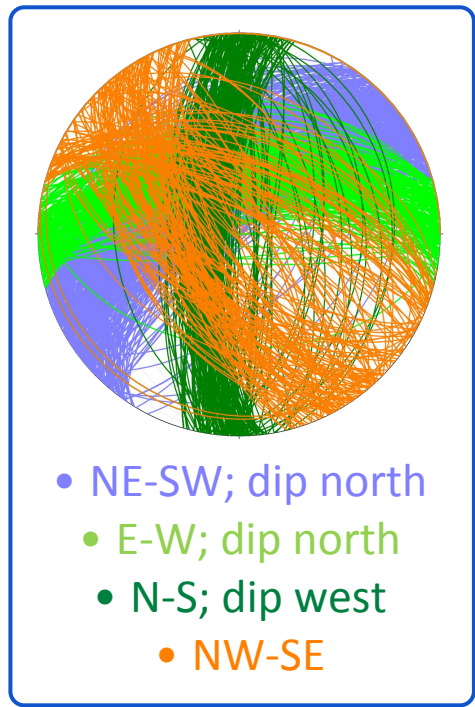 • NE-SW; dip north
• E-W; dip north
• N-S; dip west
• NW-SE